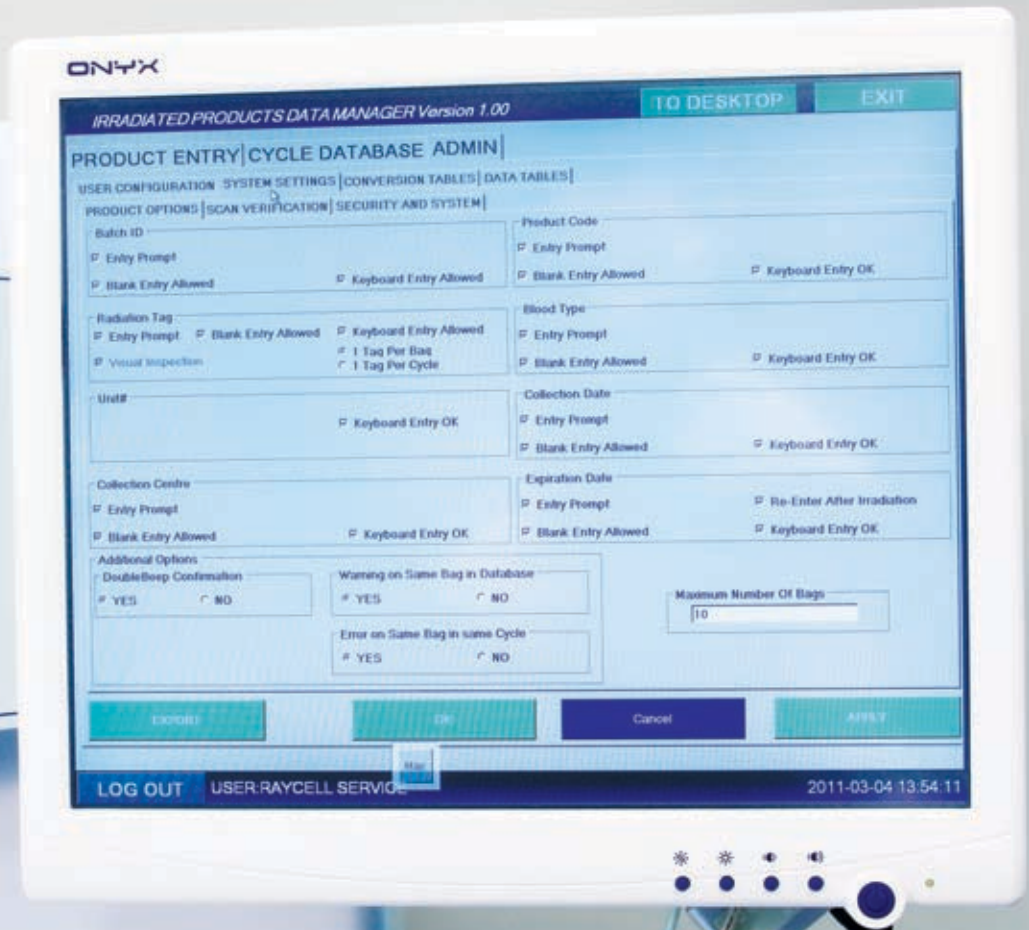 ONYX
IRRADIATED PRODUCTS DATA MANAGER Version 1.00
TO DESKTOP
EXIT
PRODUCT ENTRY CYCLE DATABASE ADMIN
USER CONFIGURATION SYSTEM SETTINGS CONVERSION TABLES DATA TABLES
PRODUCT OPTIONS SCAN VERIFICATION SECURITY AND SYSTEM
Batch ID
Entry Prompt
Blank Entry Allowed
Keyboard Entry Allowed
Product Code
Entry Prompt
Blank Entry Allowed
Keyboard Entry OK
Radiation Tag
Entry Prompt
Blank Entry Allowed
Keyboard Entry Allowed
Visual Inspection
1 Tag Per Bag
1 Tag Per Cycle
Blood Type
Entry Prompt
Blank Entry Allowed
Keyboard Entry OK
Unit#
Keyboard Entry OK
Collection Date
Entry Prompt
Blank Entry Allowed
Keyboard Entry OK
Collection Centre
Entry Prompt
Blank Entry Allowed
Keyboard Entry OK
Expiration Date
Entry Prompt
Re-Enter After Irradiation
Blank Entry Allowed
Keyboard Entry OK
Additional Options
DoubleBeep Confirmation
YES
NO
Warning on Same Bag in Database
YES
NO
Error on Same Bag in same Cycle
YES
NO
Maximum Number Of Bags
10
EXPORT
OK
Cancel
APPLY
LOG OUT
USER:RAYCELL SERVICE
2011-03-04 13:54:11